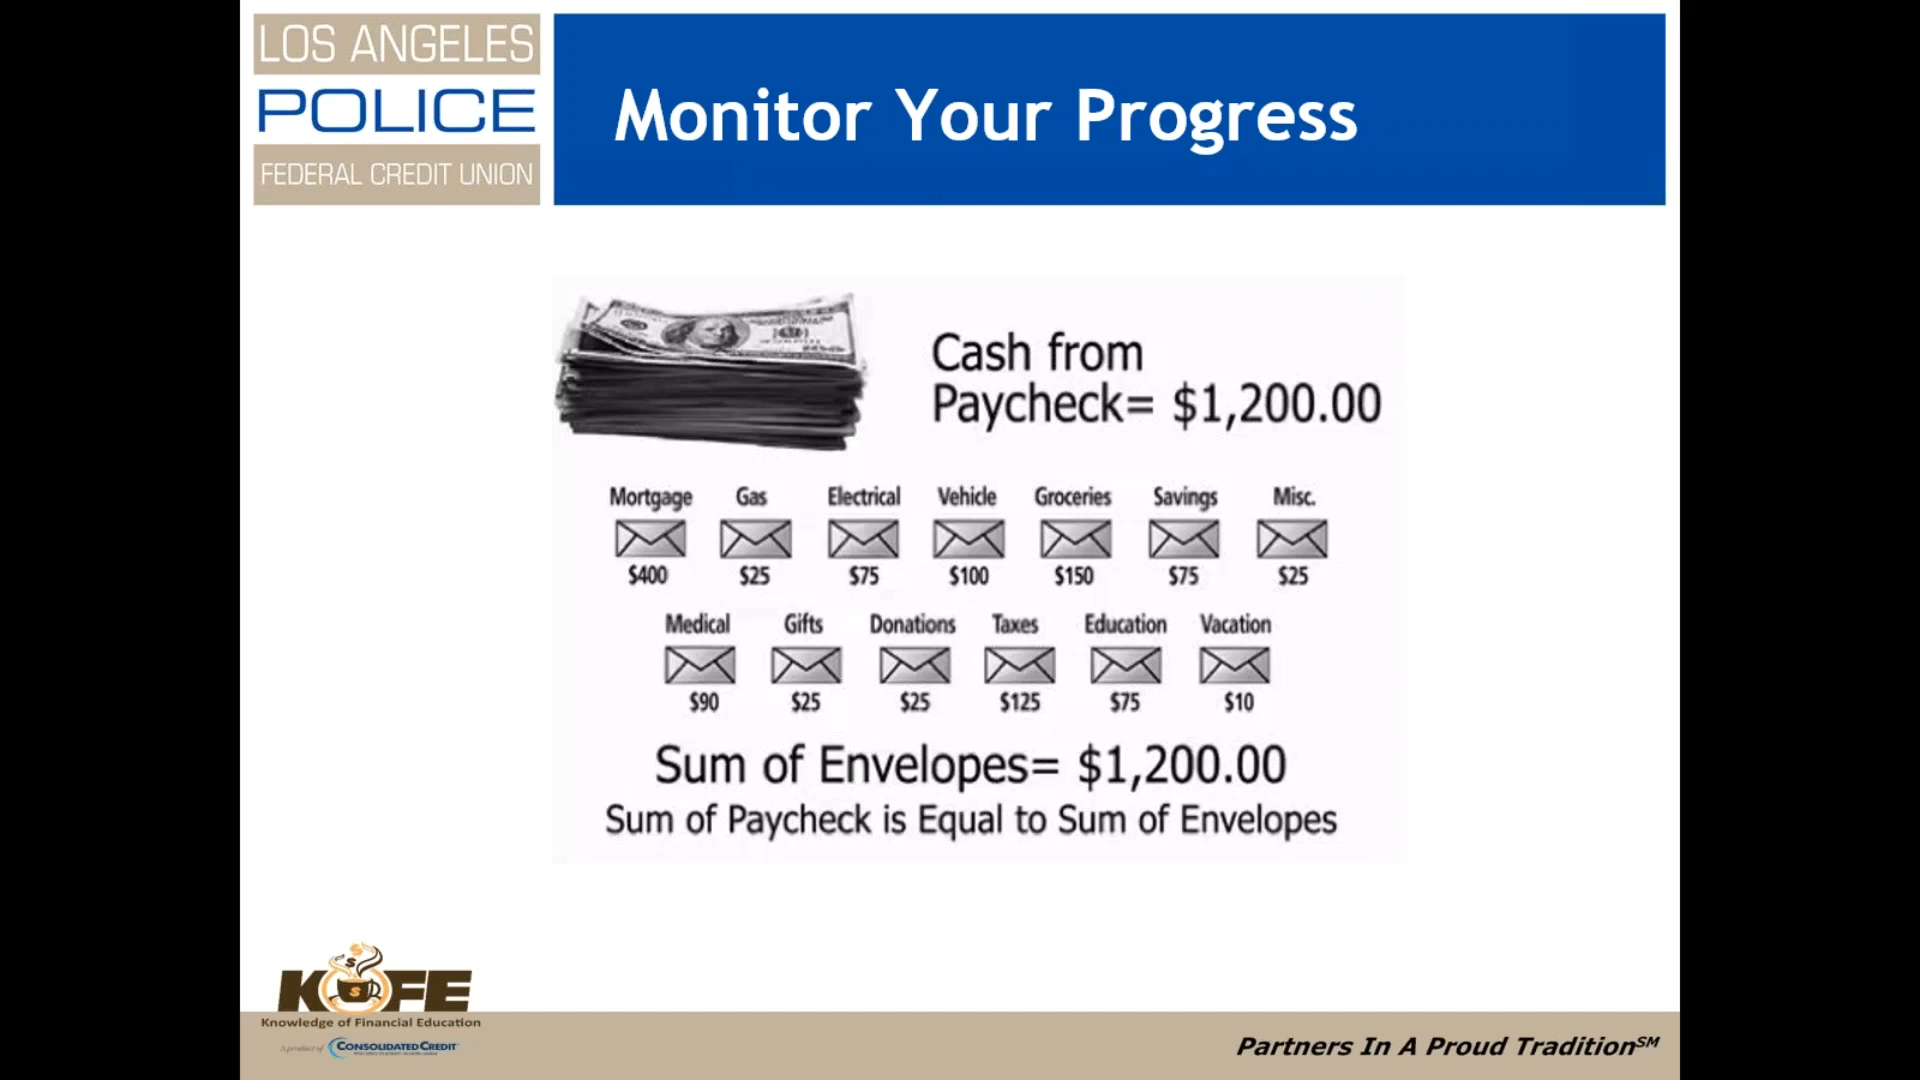 LOS ANGELES
POLICE
FEDERAL CREDIT UNION
Monitor Your Progress
Cash from
Paycheck= $1,200.00
Mortgage Gas Electrical Vehicle Groceries Savings Misc.
$400 $25 $75 $100 $150 $75 $25
Medical Gifts Donations Taxes Education Vacation
$90 $25 $25 $125 $75 $10
Sum of Envelopes= $1,200.00
Sum of Paycheck is Equal to Sum of Envelopes
KOFE
Knowledge of Financial Education
A product of CONSOLIDATED CREDIT
Partners In A Proud Tradition℠